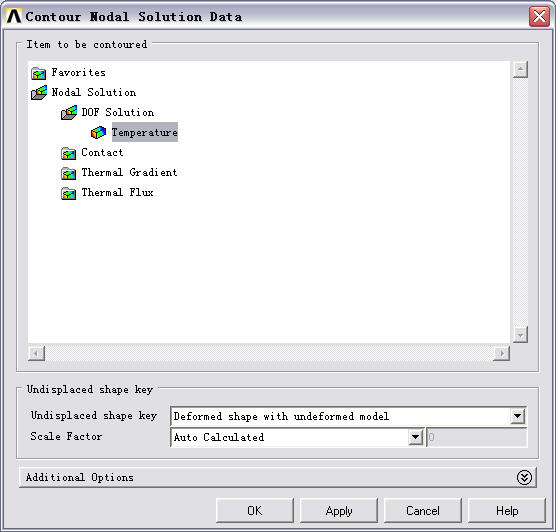 Contour Nodal Solution Data
Item to be contoured
Favorites
Nodal Solution
DOF Solution
Temperature
Contact
Thermal Gradient
Thermal Flux
Undisplaced shape key
Undisplaced shape key Deformed shape with undeformed model
Scale Factor Auto Calculated 0
Additional Options
OK Apply Cancel Help